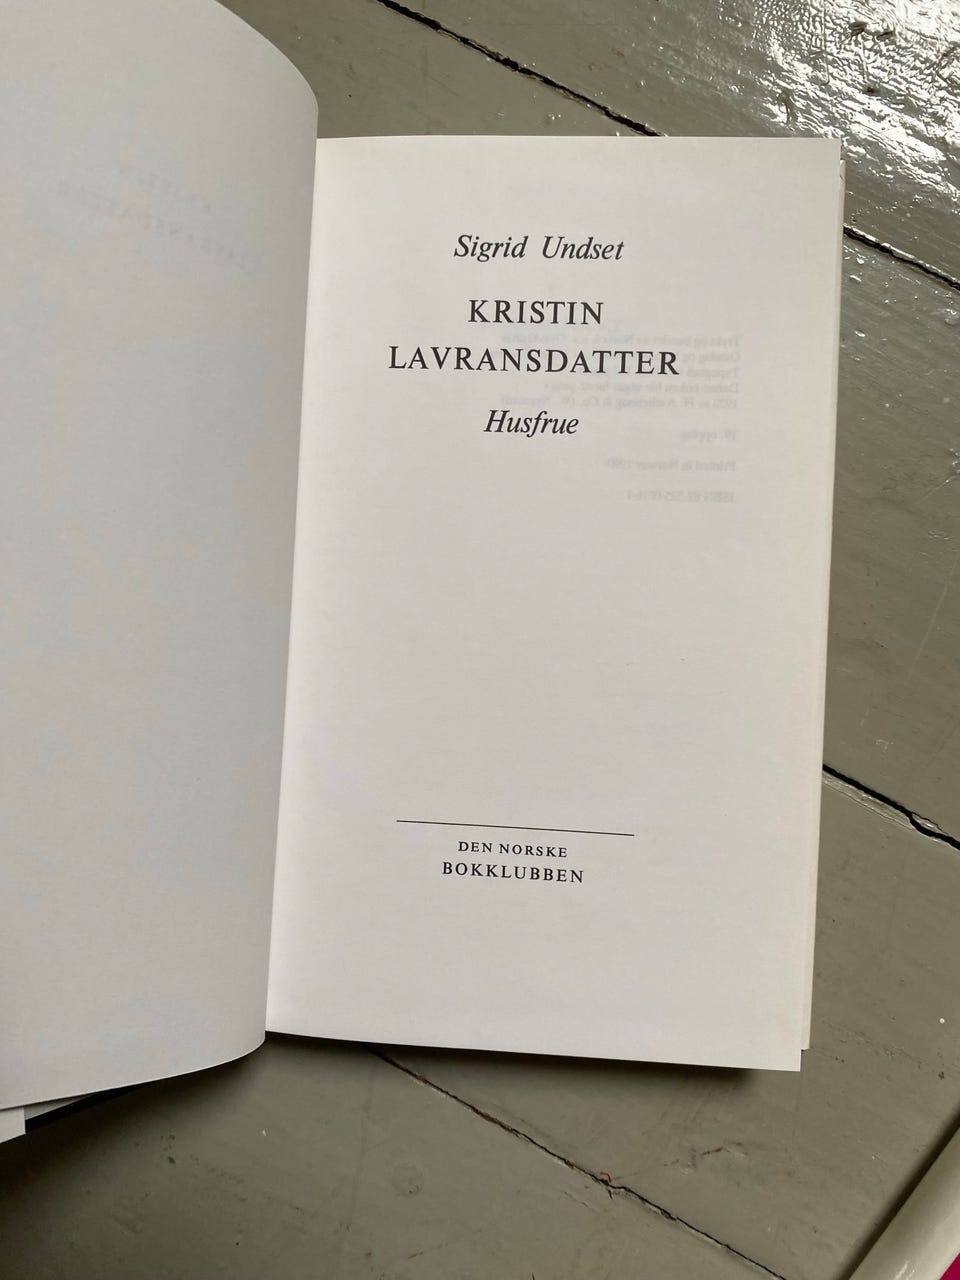 Sigrid Undset
KRISTIN
LAVRANSDATTER
Husfrue
DEN NORSKE
BOKKLUBBEN